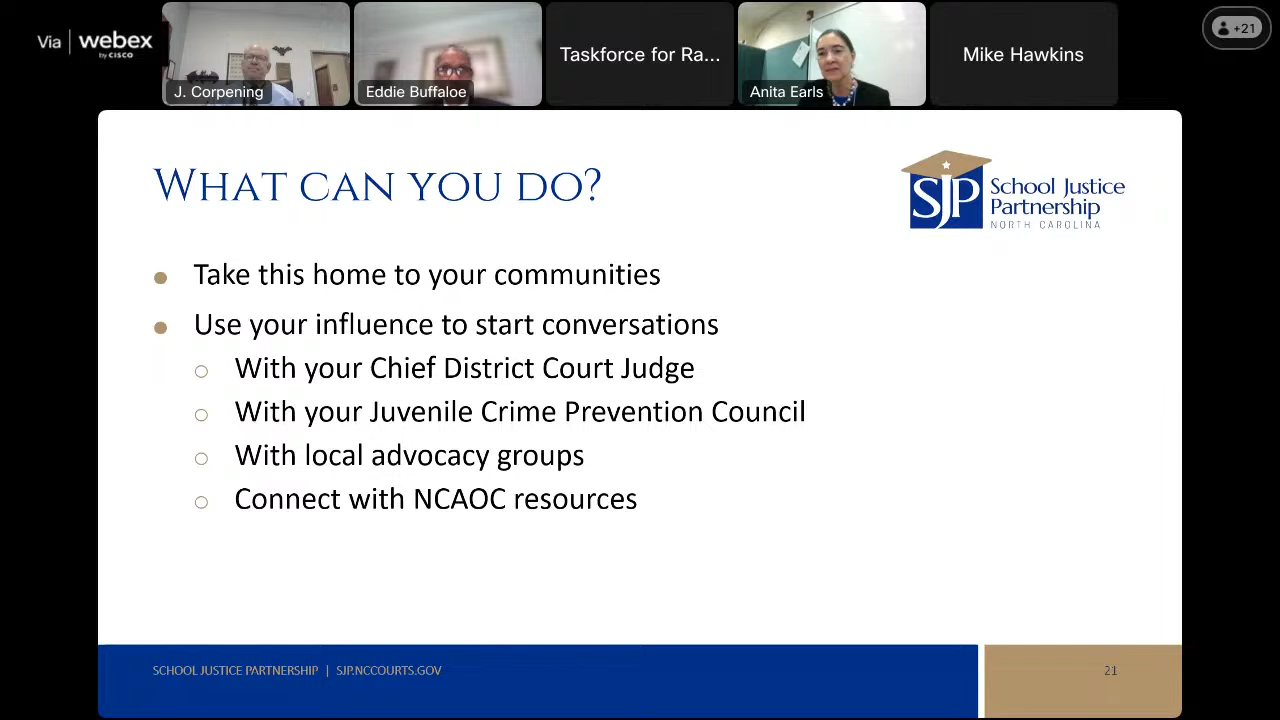 Via webex
by CISCO
J. Corpening
Eddie Buffaloe
Taskforce for Ra...
Anita Earls
Mike Hawkins
+21
WHAT CAN YOU DO?
SJP School Justice
Partnership
NORTH CAROLINA
Take this home to your communities
Use your influence to start conversations
With your Chief District Court Judge
With your Juvenile Crime Prevention Council
With local advocacy groups
Connect with NCAOC resources
SCHOOL JUSTICE PARTNERSHIP | SJP.NCCOURTS.GOV
21